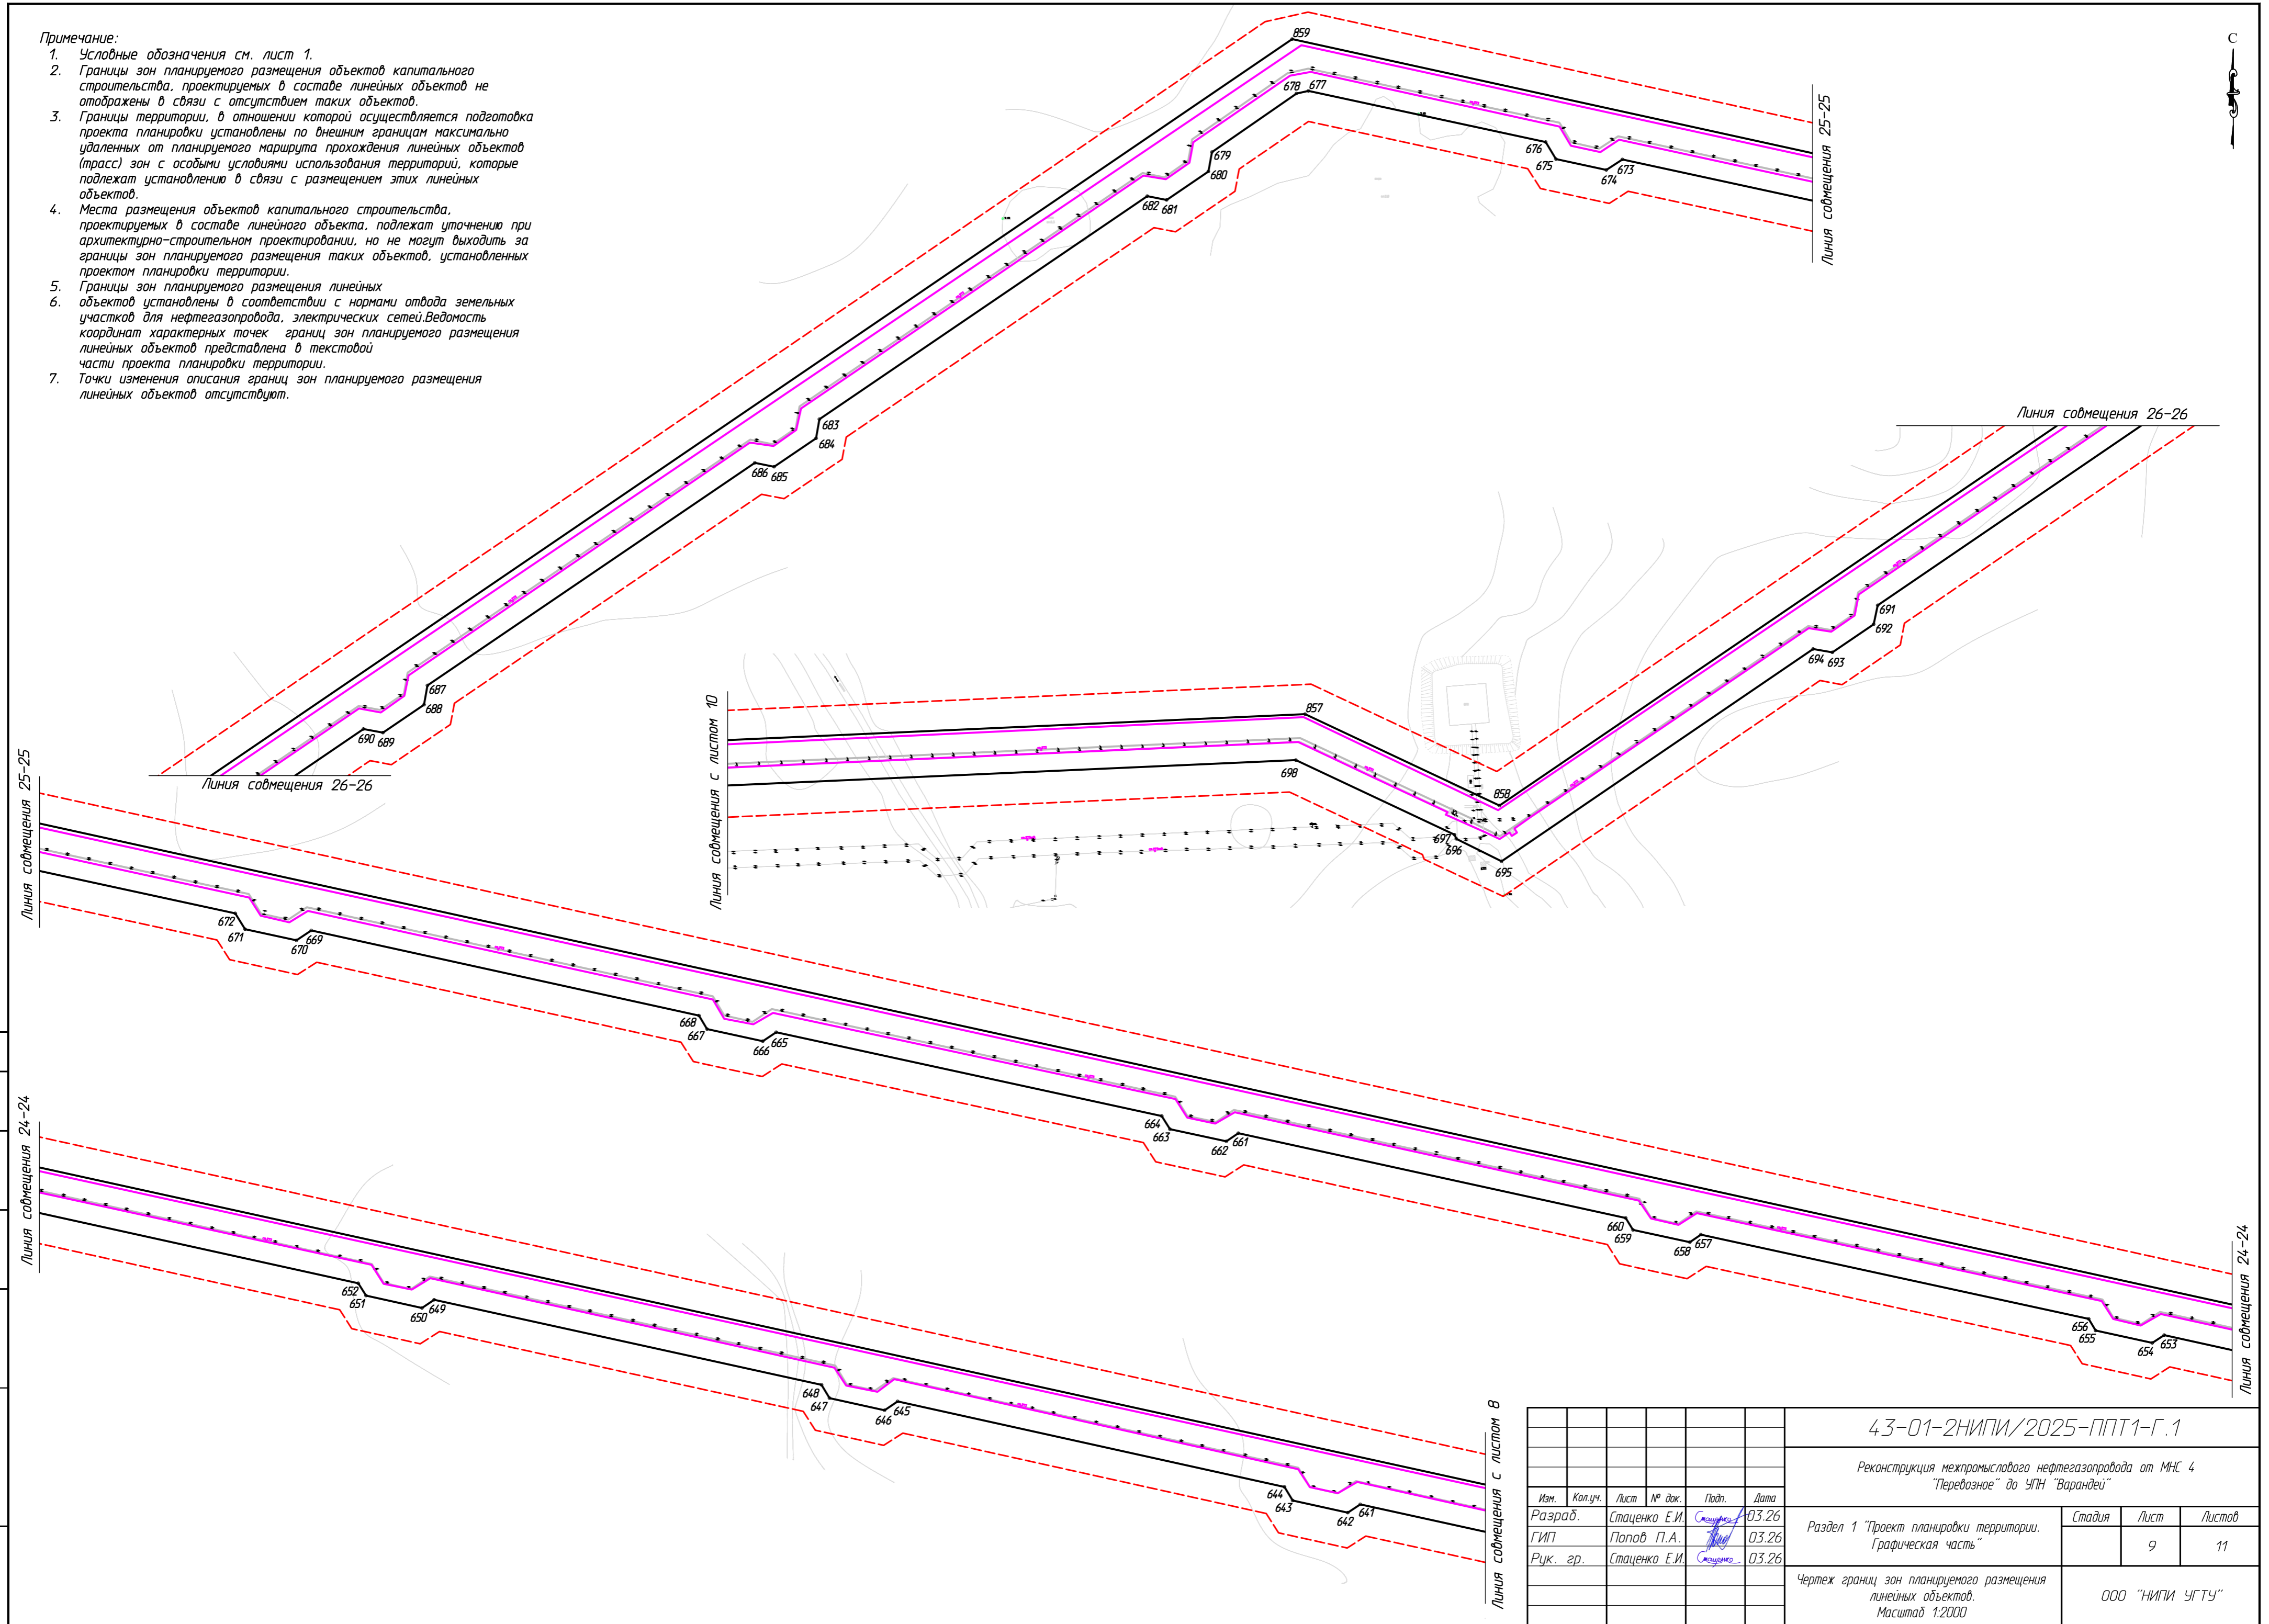 Примечание:
1. Условные обозначения см. лист 1.
2. Границы зон планируемого размещения объектов капитального
строительства, проектируемых в составе линейных объектов не
отображены в связи с отсутствием таких объектов.
3. Границы территории, в отношении которой осуществляется подготовка
проекта планировки установлены по внешним границам максимально
удаленных от планируемого маршрута прохождения линейных объектов
(трасс) зон с особыми условиями использования территорий, которые
подлежат установлению в связи с размещением этих линейных
объектов.
4. Места размещения объектов капитального строительства,
проектируемых в составе линейного объекта, подлежат уточнению при
архитектурно-строительном проектировании, но не могут выходить за
границы зон планируемого размещения таких объектов, установленных
проектом планировки территории.
5. Границы зон планируемого размещения линейных
6. объектов установлены в соответствии с нормами отвода земельных
участков для нефтегазопровода, электрических сетей.Ведомость
координат характерных точек границ зон планируемого размещения
линейных объектов представлена в текстовой
части проекта планировки территории.
7. Точки изменения описания границ зон планируемого размещения
линейных объектов отсутствуют.
С
859
678 677
679
680
682 681
676
675
674
673
Линия совмещения 25-25
683
684
686 685
687
688
690 689
Линия совмещения 26-26
Линия совмещения 26-26
691
692
694 693
Линия совмещения с листом 10
857
698
858
697
696
695
Линия совмещения 25-25
672
671
670
669
668
667
666
665
664
663
662
661
660
659
658
657
656
655
654
653
Линия совмещения 24-24
Линия совмещения 24-24
652
651
650
649
648
647
646
645
644
643
642
641
Линия совмещения с листом 8
43-01-2НИПИ/2025-ППТ1-Г.1
Реконструкция межпромыслового нефтегазопровода от МНС 4
"Перевозное" до УПН "Варандей"
Изм. Кол.уч. Лист № док. Подп. Дата
Разраб. Стаценко Е.И. Стаценко 03.26
ГИП Попов П.А. 03.26
Рук. гр. Стаценко Е.И. Стаценко 03.26
Раздел 1 "Проект планировки территории.
Графическая часть"
Стадия Лист Листов
9 11
Чертеж границ зон планируемого размещения
линейных объектов.
Масштаб 1:2000
ООО "НИПИ УГТУ"